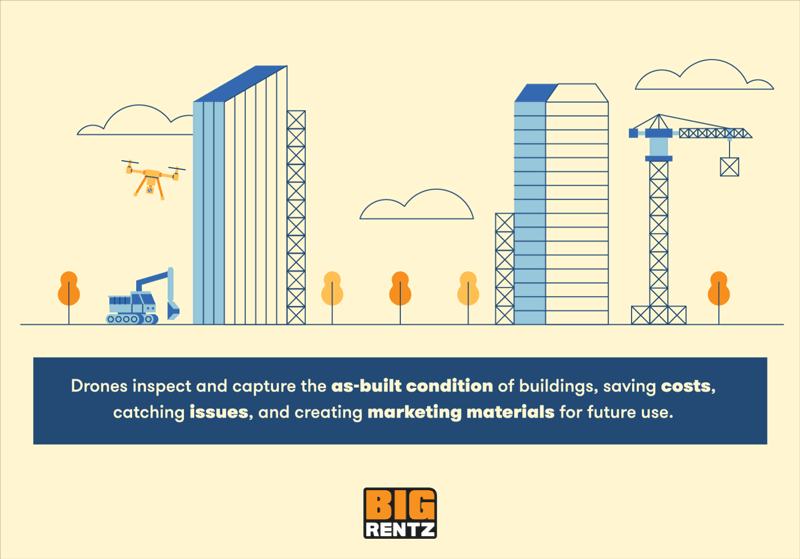 Drones inspect and capture the as-built condition of buildings, saving costs,
catching issues, and creating marketing materials for future use.
BIG
RENTZ